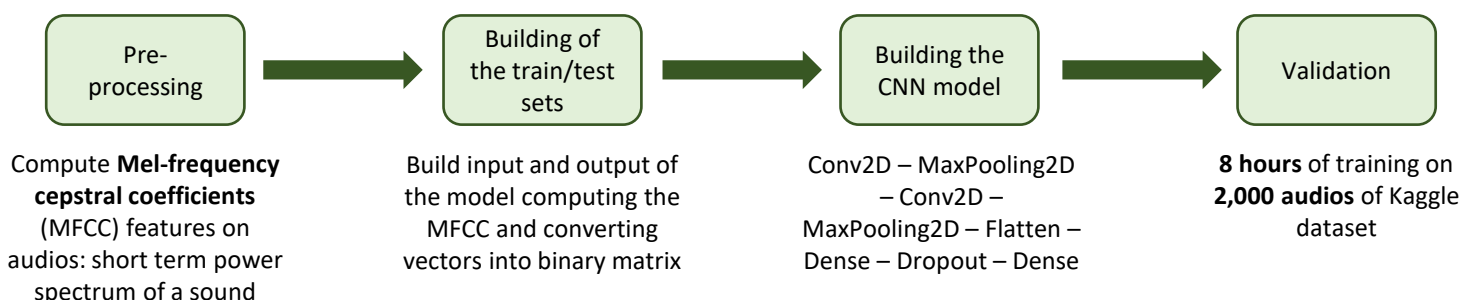 Pre-
processing
Building of
the train/test
sets
Building the
CNN model
Validation
Compute Mel-frequency
cepstral coefficients
(MFCC) features on
audios: short term power
spectrum of a sound
Build input and output of
the model computing the
MFCC and converting
vectors into binary matrix
Conv2D – MaxPooling2D
– Conv2D –
MaxPooling2D – Flatten –
Dense – Dropout – Dense
8 hours of training on
2,000 audios of Kaggle
dataset